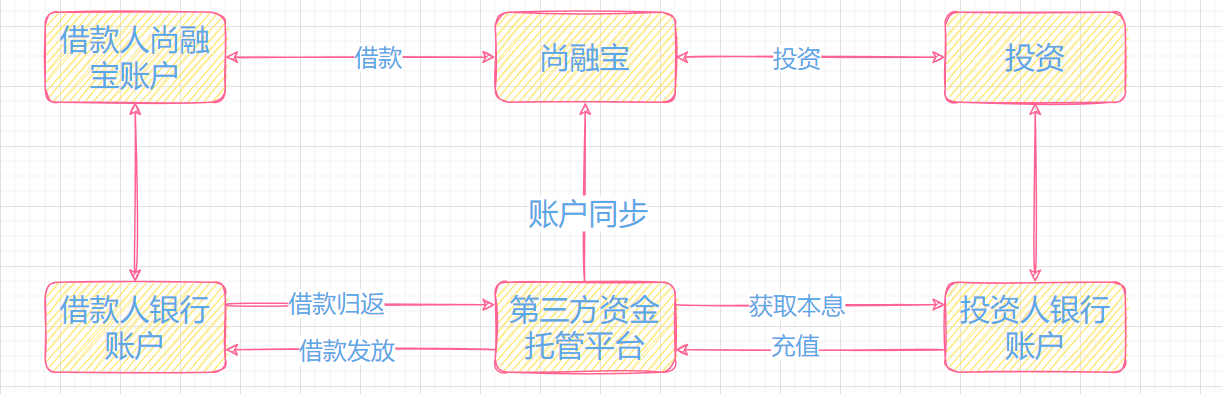 借款人尚融
宝账户
借款
尚融宝
投资
投资
账户同步
借款人银行
账户
借款归返
借款发放
第三方资金
托管平台
获取本息
充值
投资人银行
账户